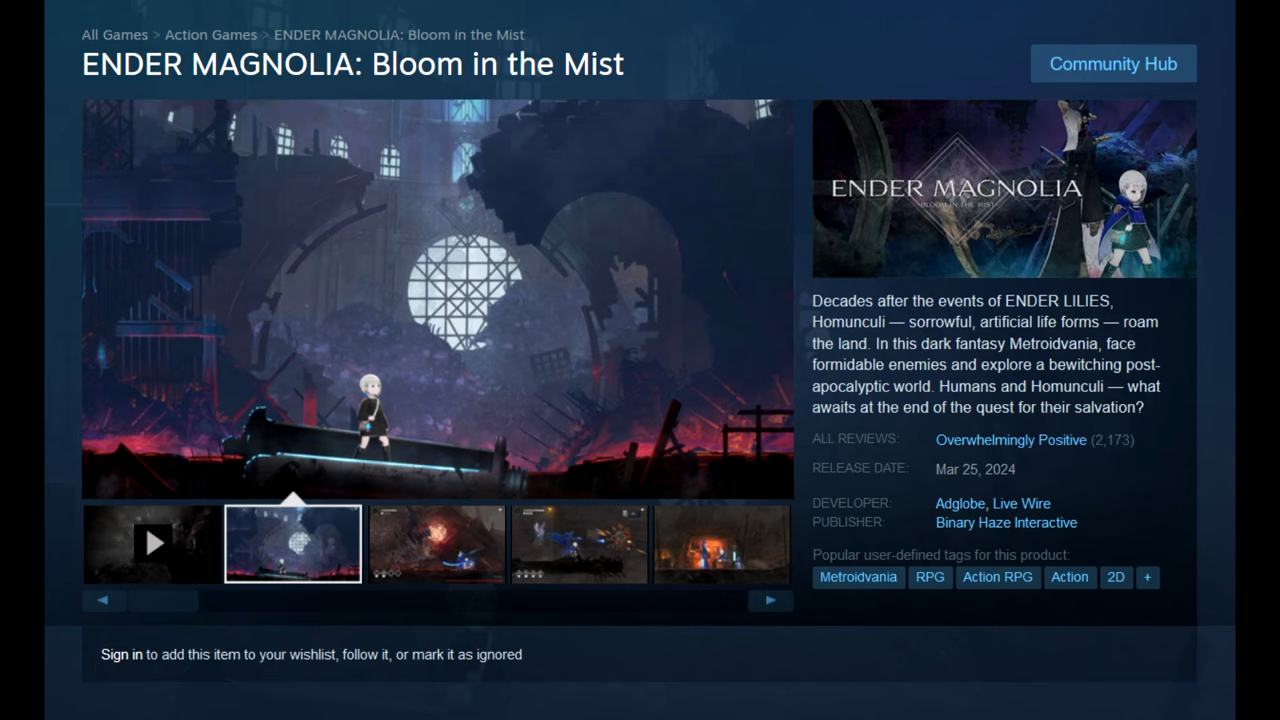 All Games > Action Games > ENDER MAGNOLIA: Bloom in the Mist
ENDER MAGNOLIA: Bloom in the Mist
Community Hub
ENDER MAGNOLIA
BLOOM IN THE MIST
Decades after the events of ENDER LILIES,
Homunculi — sorrowful, artificial life forms — roam
the land. In this dark fantasy Metroidvania, face
formidable enemies and explore a bewitching post-
apocalyptic world. Humans and Homunculi — what
awaits at the end of the quest for their salvation?
ALL REVIEWS: Overwhelmingly Positive (2,173)
RELEASE DATE: Mar 25, 2024
DEVELOPER: Adglobe, Live Wire
PUBLISHER: Binary Haze Interactive
Popular user-defined tags for this product:
Metroidvania RPG Action RPG Action 2D +
Sign in to add this item to your wishlist, follow it, or mark it as ignored